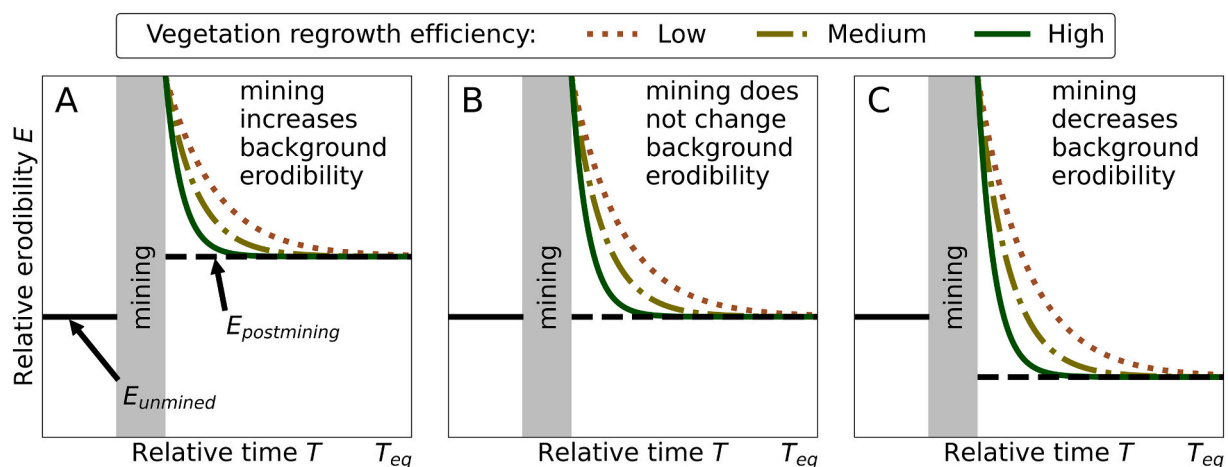 Vegetation regrowth efficiency: Low Medium High
Relative erodibility E
A
mining
increases
background
erodibility
mining
E_postmining
E_unmined
Relative time T T_eq
B
mining does
not change
background
erodibility
mining
Relative time T T_eq
C
mining
decreases
background
erodibility
mining
Relative time T T_eq